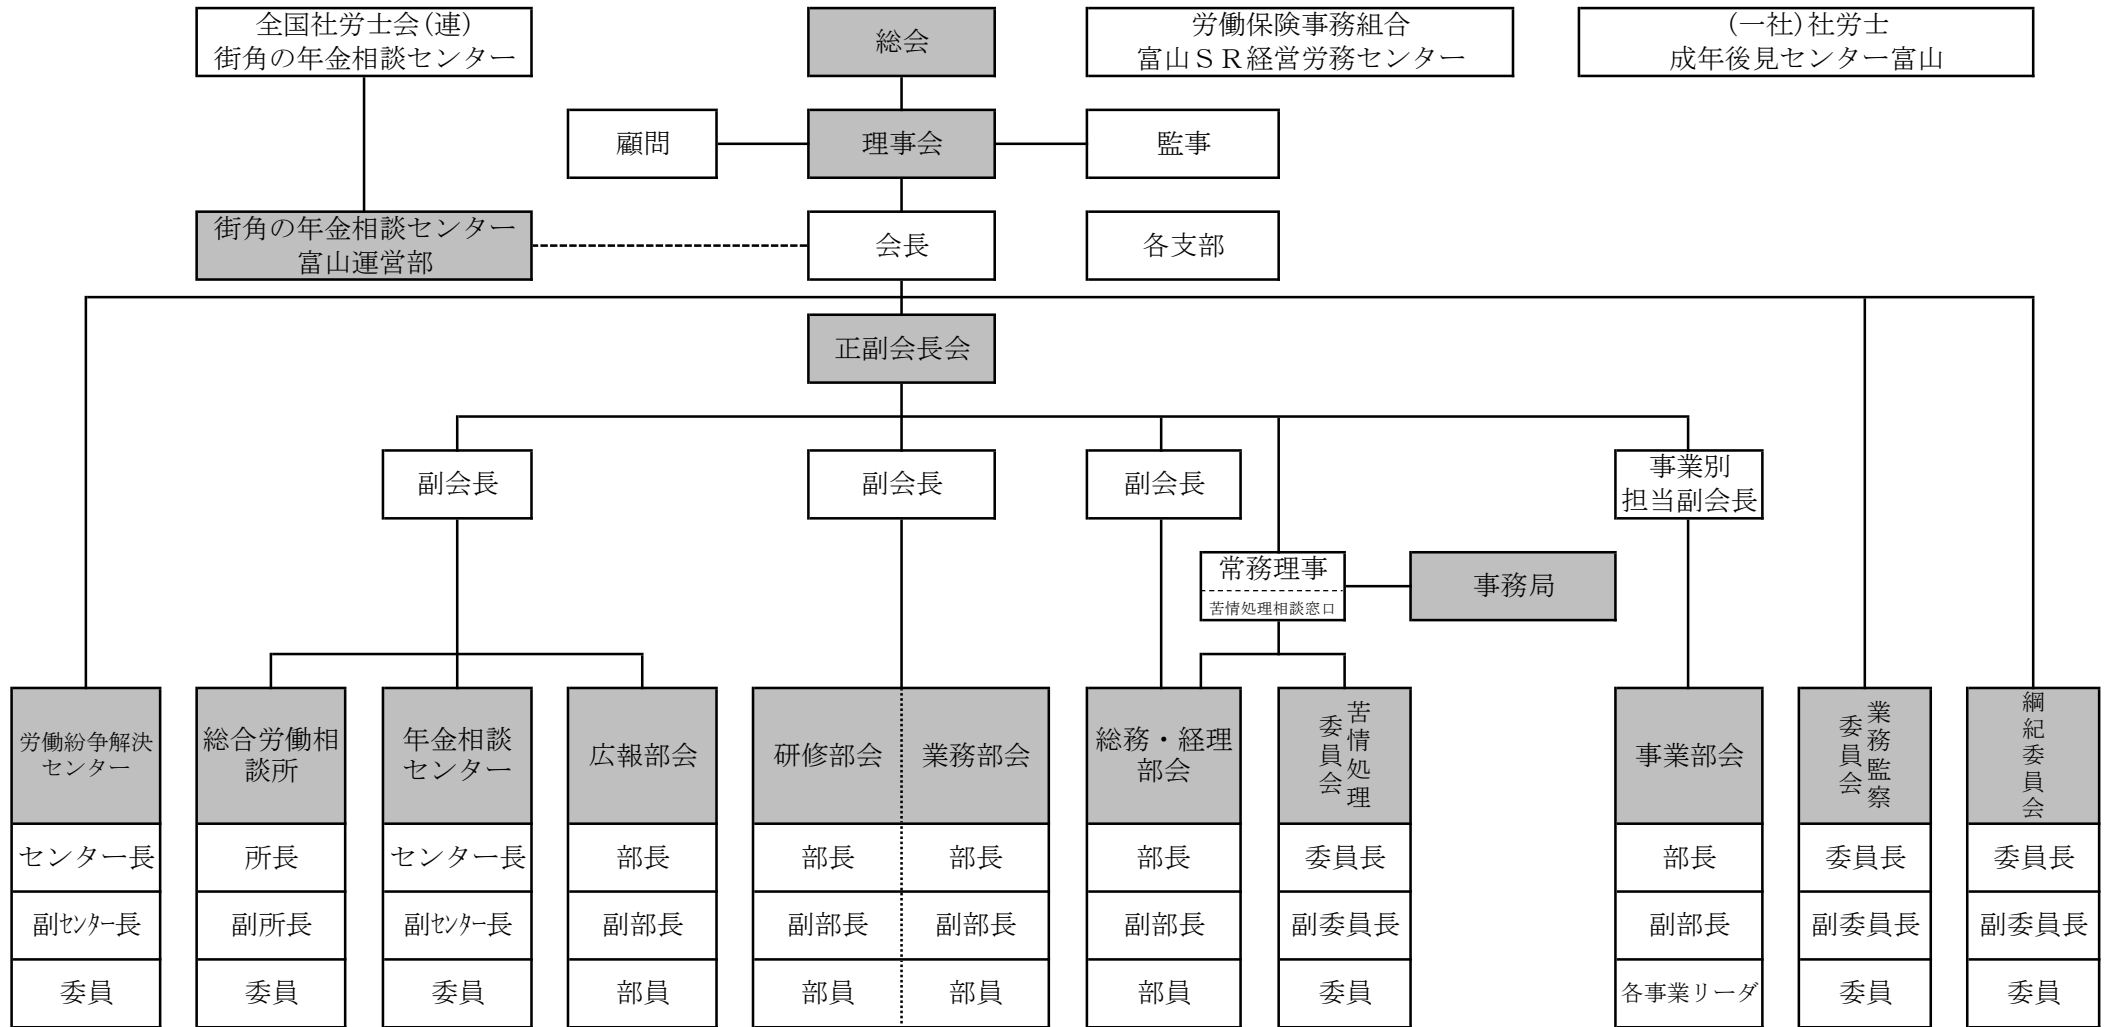 全国社労士会(連)
街角の年金相談センター
総会
労働保険事務組合
富山ＳＲ経営労務センター
(一社)社労士
成年後見センター富山
顧問
理事会
監事
街角の年金相談センター
富山運営部
会長
各支部
正副会長会
副会長
副会長
副会長
事業別
担当副会長
常務理事
苦情処理相談窓口
事務局
労働紛争解決
センター
総合労働相
談所
年金相談
センター
広報部会
研修部会
業務部会
総務・経理
部会
苦情処理
委員会
事業部会
業務監察
委員会
綱紀委員会
センター長
所長
センター長
部長
部長
部長
部長
委員長
部長
委員長
委員長
副ｾﾝﾀｰ長
副所長
副ｾﾝﾀｰ長
副部長
副部長
副部長
副部長
副委員長
副部長
副委員長
副委員長
委員
委員
委員
部員
部員
部員
部員
委員
各事業リーダ
委員
委員